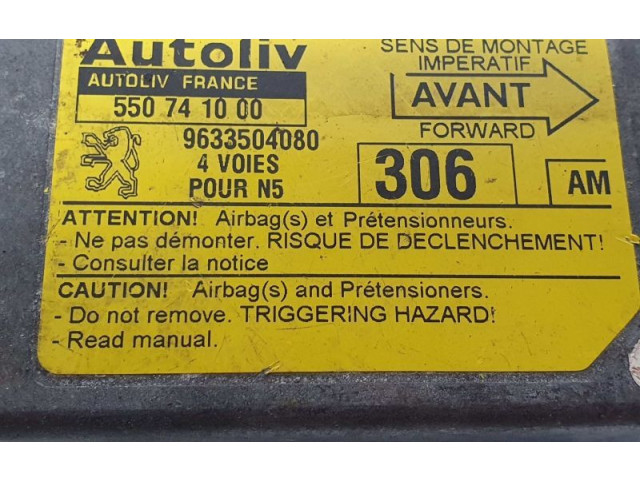 Autoliv
AUTOLIV FRANCE
550 74 10 00
9633504080
4 VOIES
POUR N5
SENS DE MONTAGE
IMPERATIF
AVANT
FORWARD
306
AM
ATTENTION! Airbag(s) et Prétensionneurs.
- Ne pas démonter. RISQUE DE DECLENCHEMENT!
- Consulter la notice
CAUTION! Airbag(s) and Prétensioners.
- Do not remove. TRIGGERING HAZARD!
- Read manual.